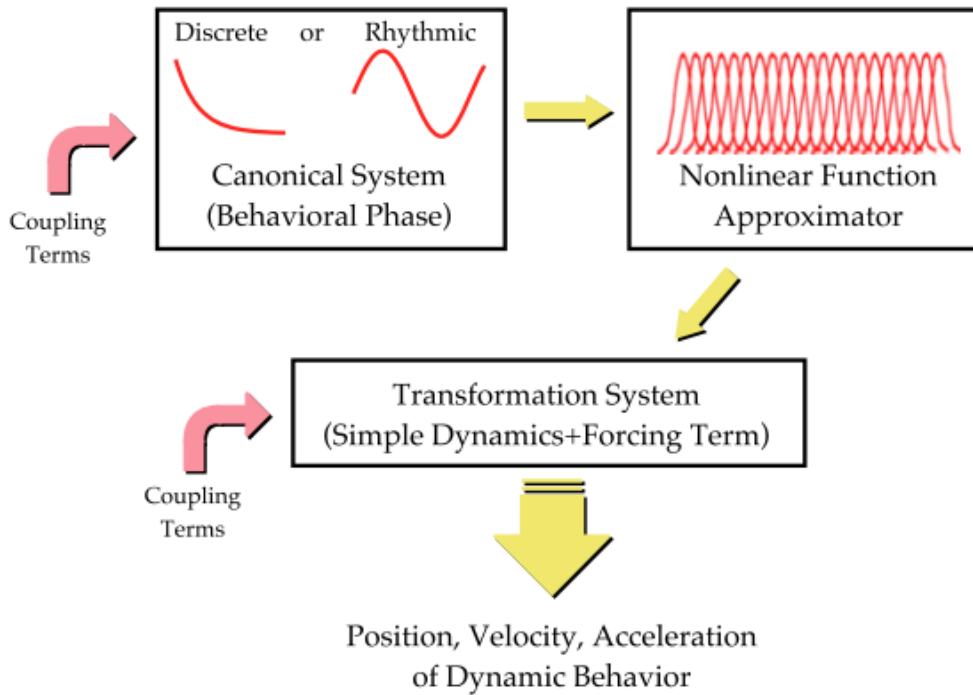 Discrete or Rhythmic
Canonical System
(Behavioral Phase)
Nonlinear Function
Approximator
Coupling
Terms
Transformation System
(Simple Dynamics+Forcing Term)
Coupling
Terms
Position, Velocity, Acceleration
of Dynamic Behavior